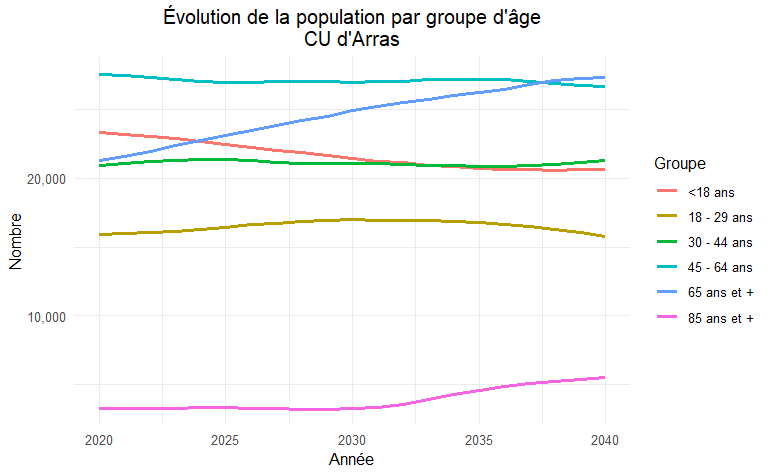 Évolution de la population par groupe d'âge
CU d'Arras
Nombre
20,000
10,000
2020
2025
2030
2035
2040
Année
Groupe
<18 ans
18 - 29 ans
30 - 44 ans
45 - 64 ans
65 ans et +
85 ans et +